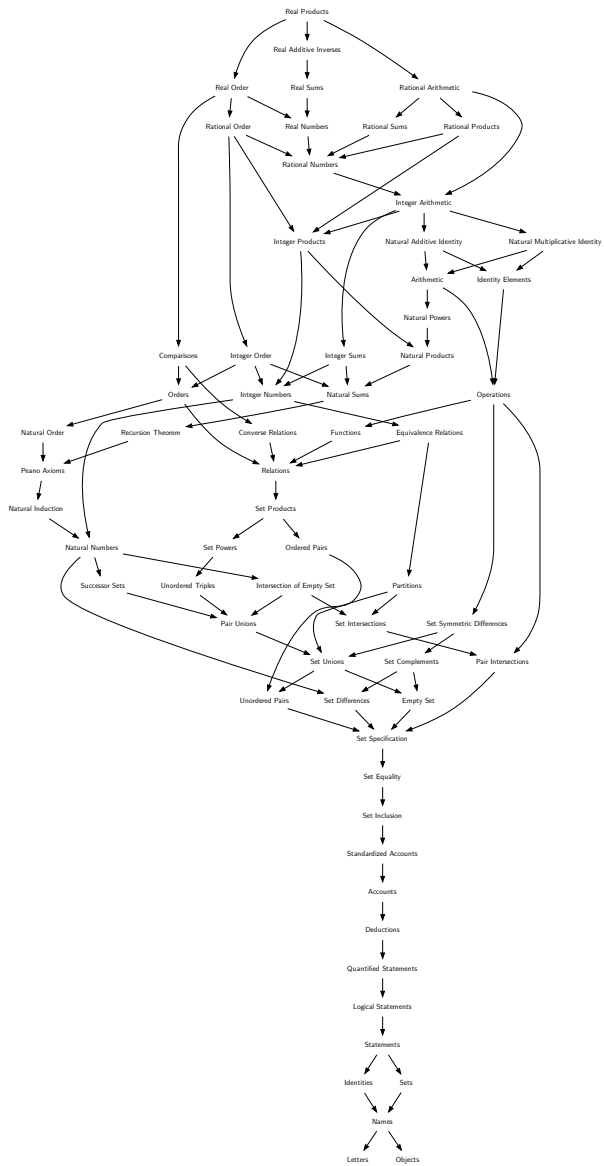 Real Products
Real Additive Inverses
Real Order
Real Sums
Rational Arithmetic
Rational Order
Real Numbers
Rational Sums
Rational Products
Rational Numbers
Integer Arithmetic
Integer Products
Natural Additive Identity
Natural Multiplicative Identity
Arithmetic
Identity Elements
Natural Powers
Comparisons
Integer Order
Integer Sums
Natural Products
Orders
Integer Numbers
Natural Sums
Operations
Natural Order
Recursion Theorem
Converse Relations
Functions
Equivalence Relations
Peano Axioms
Relations
Natural Induction
Set Products
Natural Numbers
Set Powers
Ordered Pairs
Successor Sets
Unordered Triples
Intersection of Empty Set
Partitions
Pair Unions
Set Intersections
Set Symmetric Differences
Set Unions
Set Complements
Pair Intersections
Unordered Pairs
Set Differences
Empty Set
Set Specification
Set Equality
Set Inclusion
Standardized Accounts
Accounts
Deductions
Quantified Statements
Logical Statements
Statements
Identities
Sets
Names
Letters
Objects